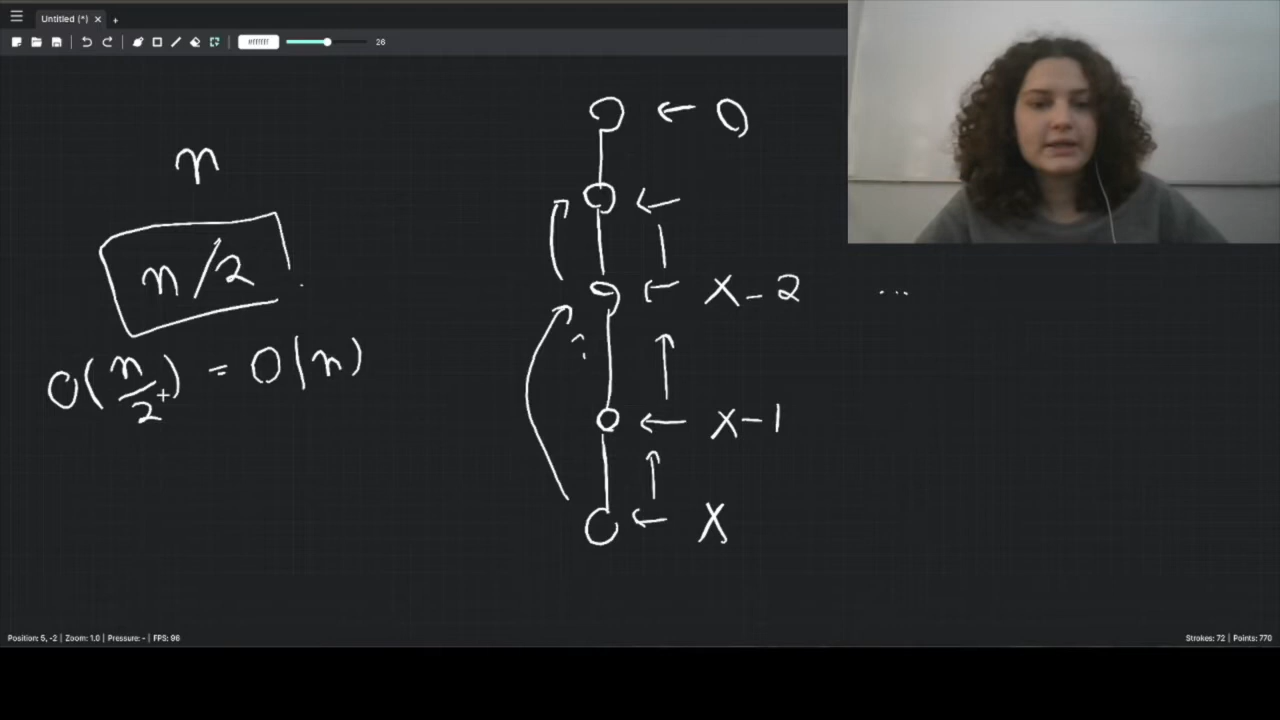 Untitled (*)
#ffffff
26
n
n/2
O(n/2) = O(n)
0
X-2 ...
X-1
X
Position: 5, -2 | Zoom: 1.0 | Pressure: - | FPS: 96
Strokes: 72 | Points: 770